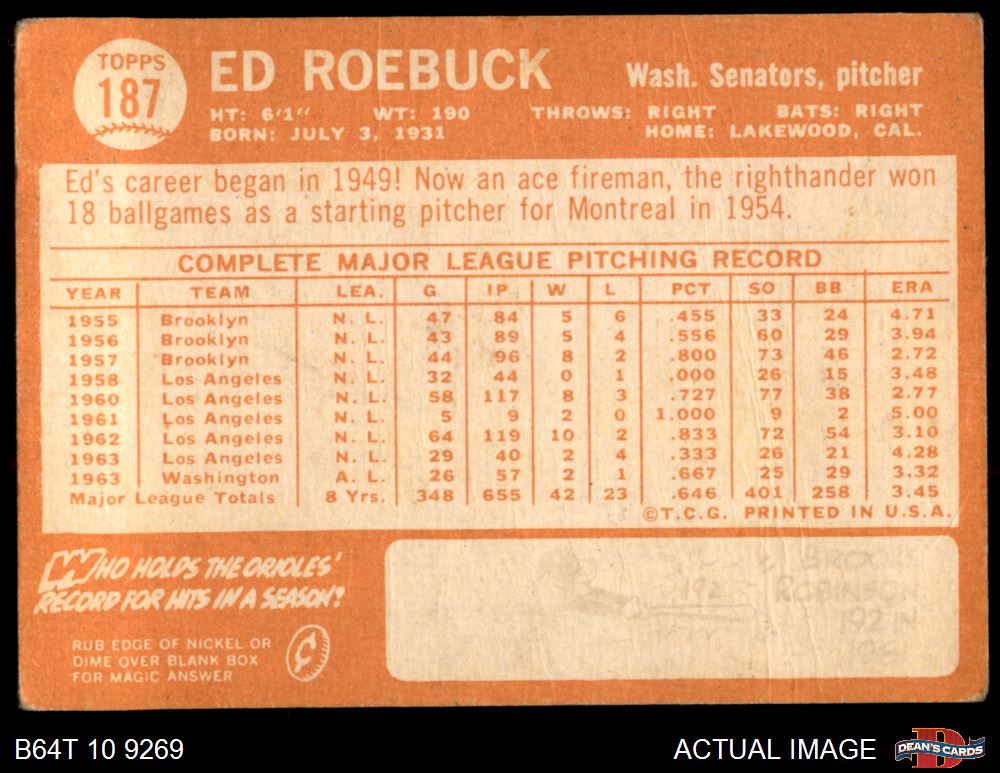 TOPPS
187
ED ROEBUCK
Wash. Senators, pitcher
HT: 6'1" WT: 190 THROWS: RIGHT BATS: RIGHT
BORN: JULY 3, 1931 HOME: LAKEWOOD, CAL.
Ed's career began in 1949! Now an ace fireman, the righthander won
18 ballgames as a starting pitcher for Montreal in 1954.
COMPLETE MAJOR LEAGUE PITCHING RECORD
YEAR TEAM LEA. G IP W L PCT SO BB ERA
1955 Brooklyn N. L. 47 84 5 6 .455 33 24 4.71
1956 Brooklyn N. L. 43 89 5 4 .556 60 29 3.94
1957 Brooklyn N. L. 44 96 8 2 .800 73 46 2.72
1958 Los Angeles N. L. 32 44 0 1 .000 26 15 3.48
1960 Los Angeles N. L. 58 117 8 3 .727 77 38 2.77
1961 Los Angeles N. L. 5 9 2 0 1.000 9 2 5.00
1962 Los Angeles N. L. 64 119 10 2 .833 72 54 3.10
1963 Los Angeles N. L. 29 40 2 4 .333 26 21 4.28
1963 Washington A. L. 26 57 2 1 .667 25 29 3.32
Major League Totals 8 Yrs. 348 655 42 23 .646 401 258 3.45
©T.C.G. PRINTED IN U.S.A.
WHO HOLDS THE ORIOLES'
RECORD FOR HITS IN A SEASON?
RUB EDGE OF NICKEL OR
DIME OVER BLANK BOX
FOR MAGIC ANSWER
192
BROOKS
ROBINSON
192 IN
B64T 10 9269
ACTUAL IMAGE
DEAN'S CARDS